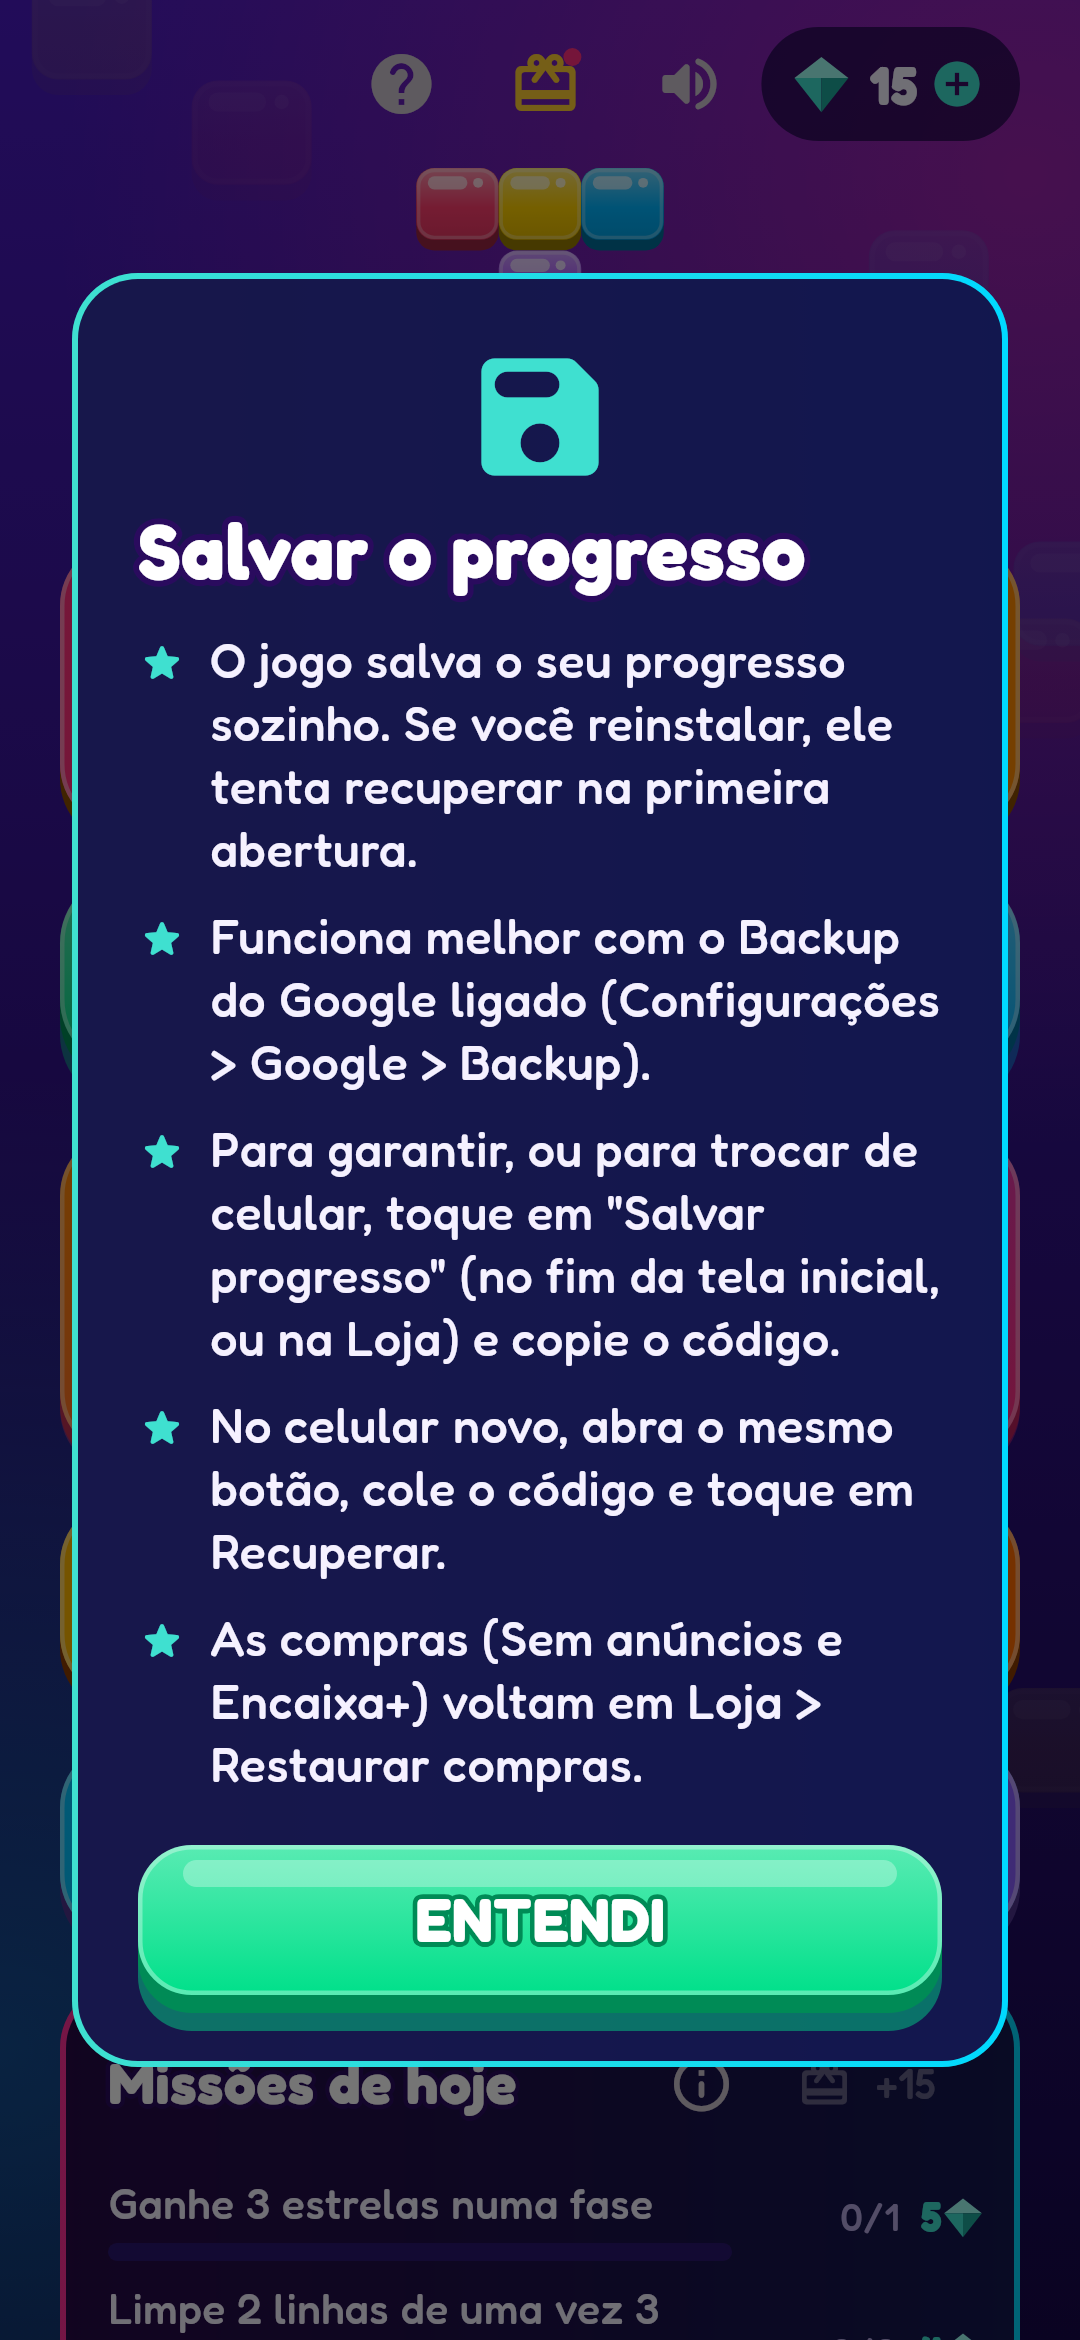 15
Salvar o progresso
O jogo salva o seu progresso
sozinho. Se você reinstalar, ele
tenta recuperar na primeira
abertura.
Funciona melhor com o Backup
do Google ligado (Configurações
> Google > Backup).
Para garantir, ou para trocar de
celular, toque em "Salvar
progresso" (no fim da tela inicial,
ou na Loja) e copie o código.
No celular novo, abra o mesmo
botão, cole o código e toque em
Recuperar.
As compras (Sem anúncios e
Encaixa+) voltam em Loja >
Restaurar compras.
ENTENDI
Missões de hoje +15
Ganhe 3 estrelas numa fase 0/1 5
Limpe 2 linhas de uma vez 3